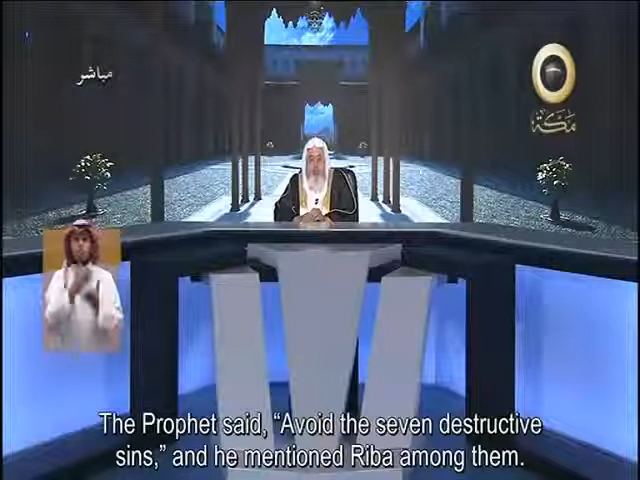 مباشر
مكة
The Prophet said, “Avoid the seven destructive
sins,” and he mentioned Riba among them.